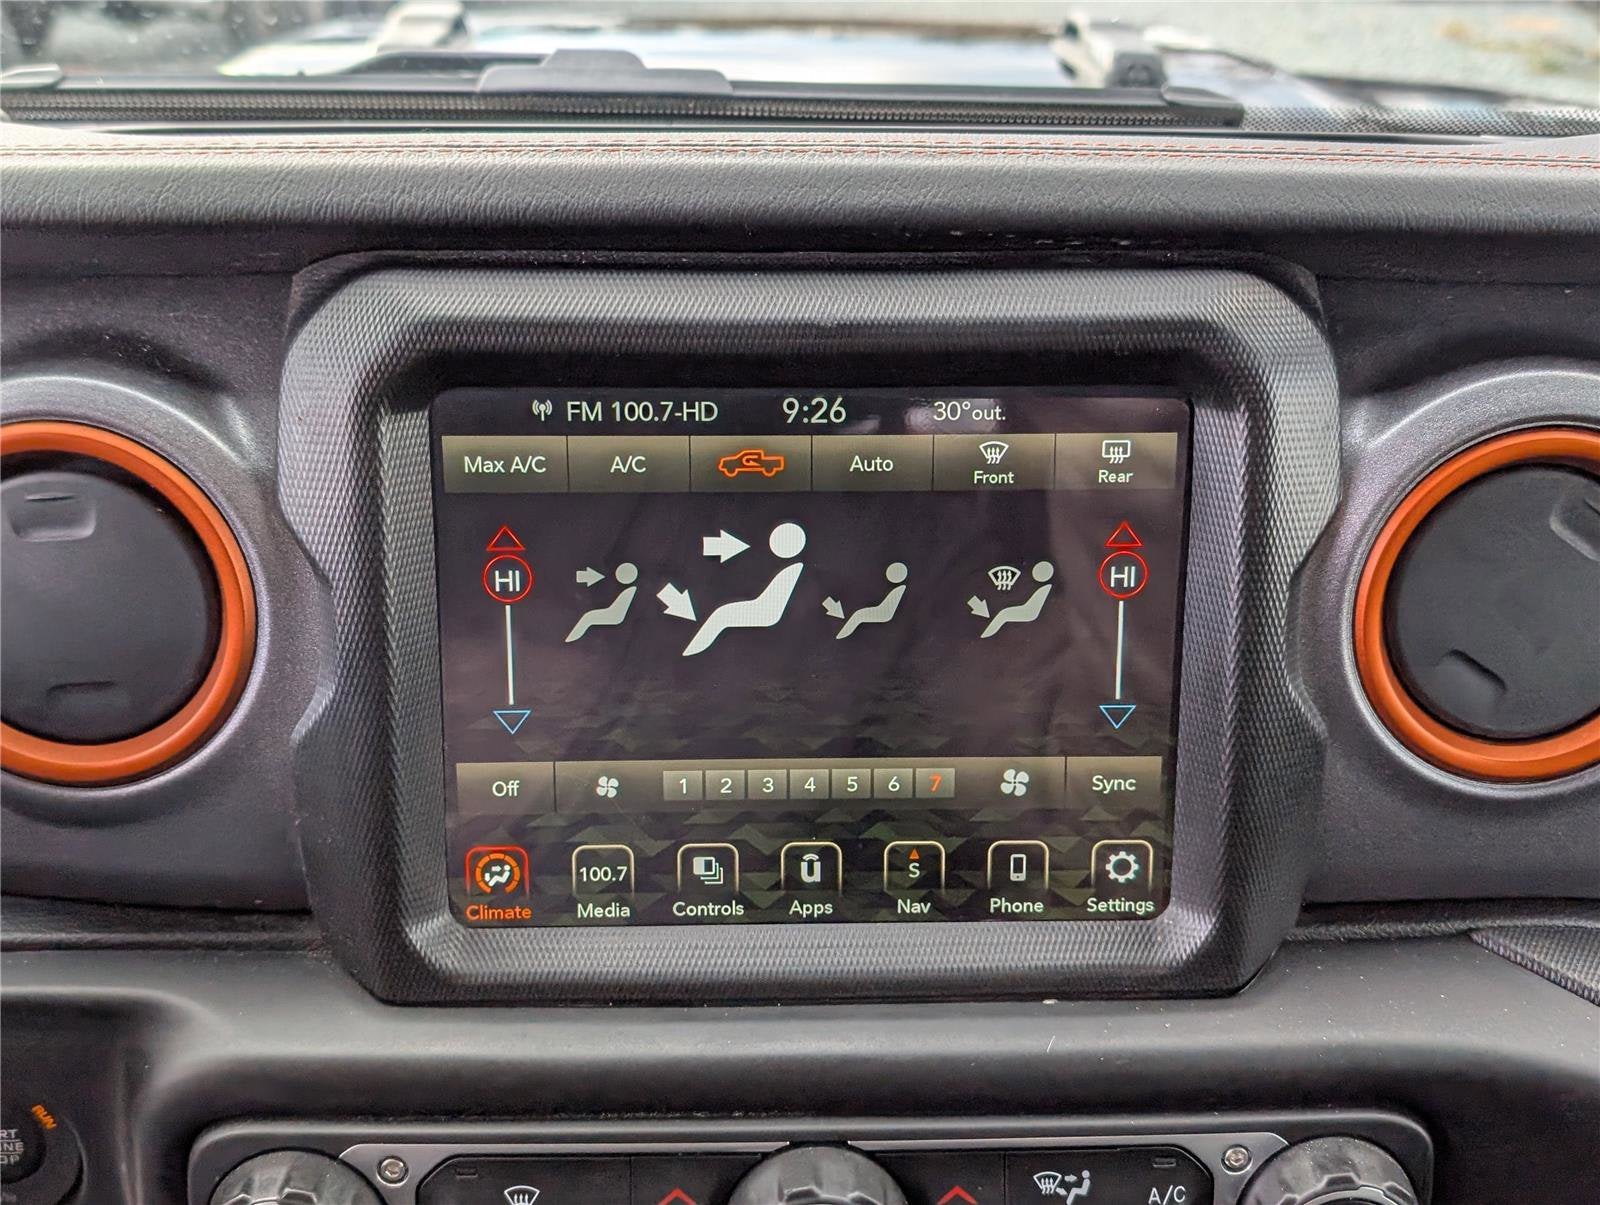 FM 100.7-HD 9:26 30°out.
Max A/C A/C Auto Front Rear
HI HI
Off 1 2 3 4 5 6 7 Sync
100.7 u S
Climate Media Controls Apps Nav Phone Settings
RUN
A/C